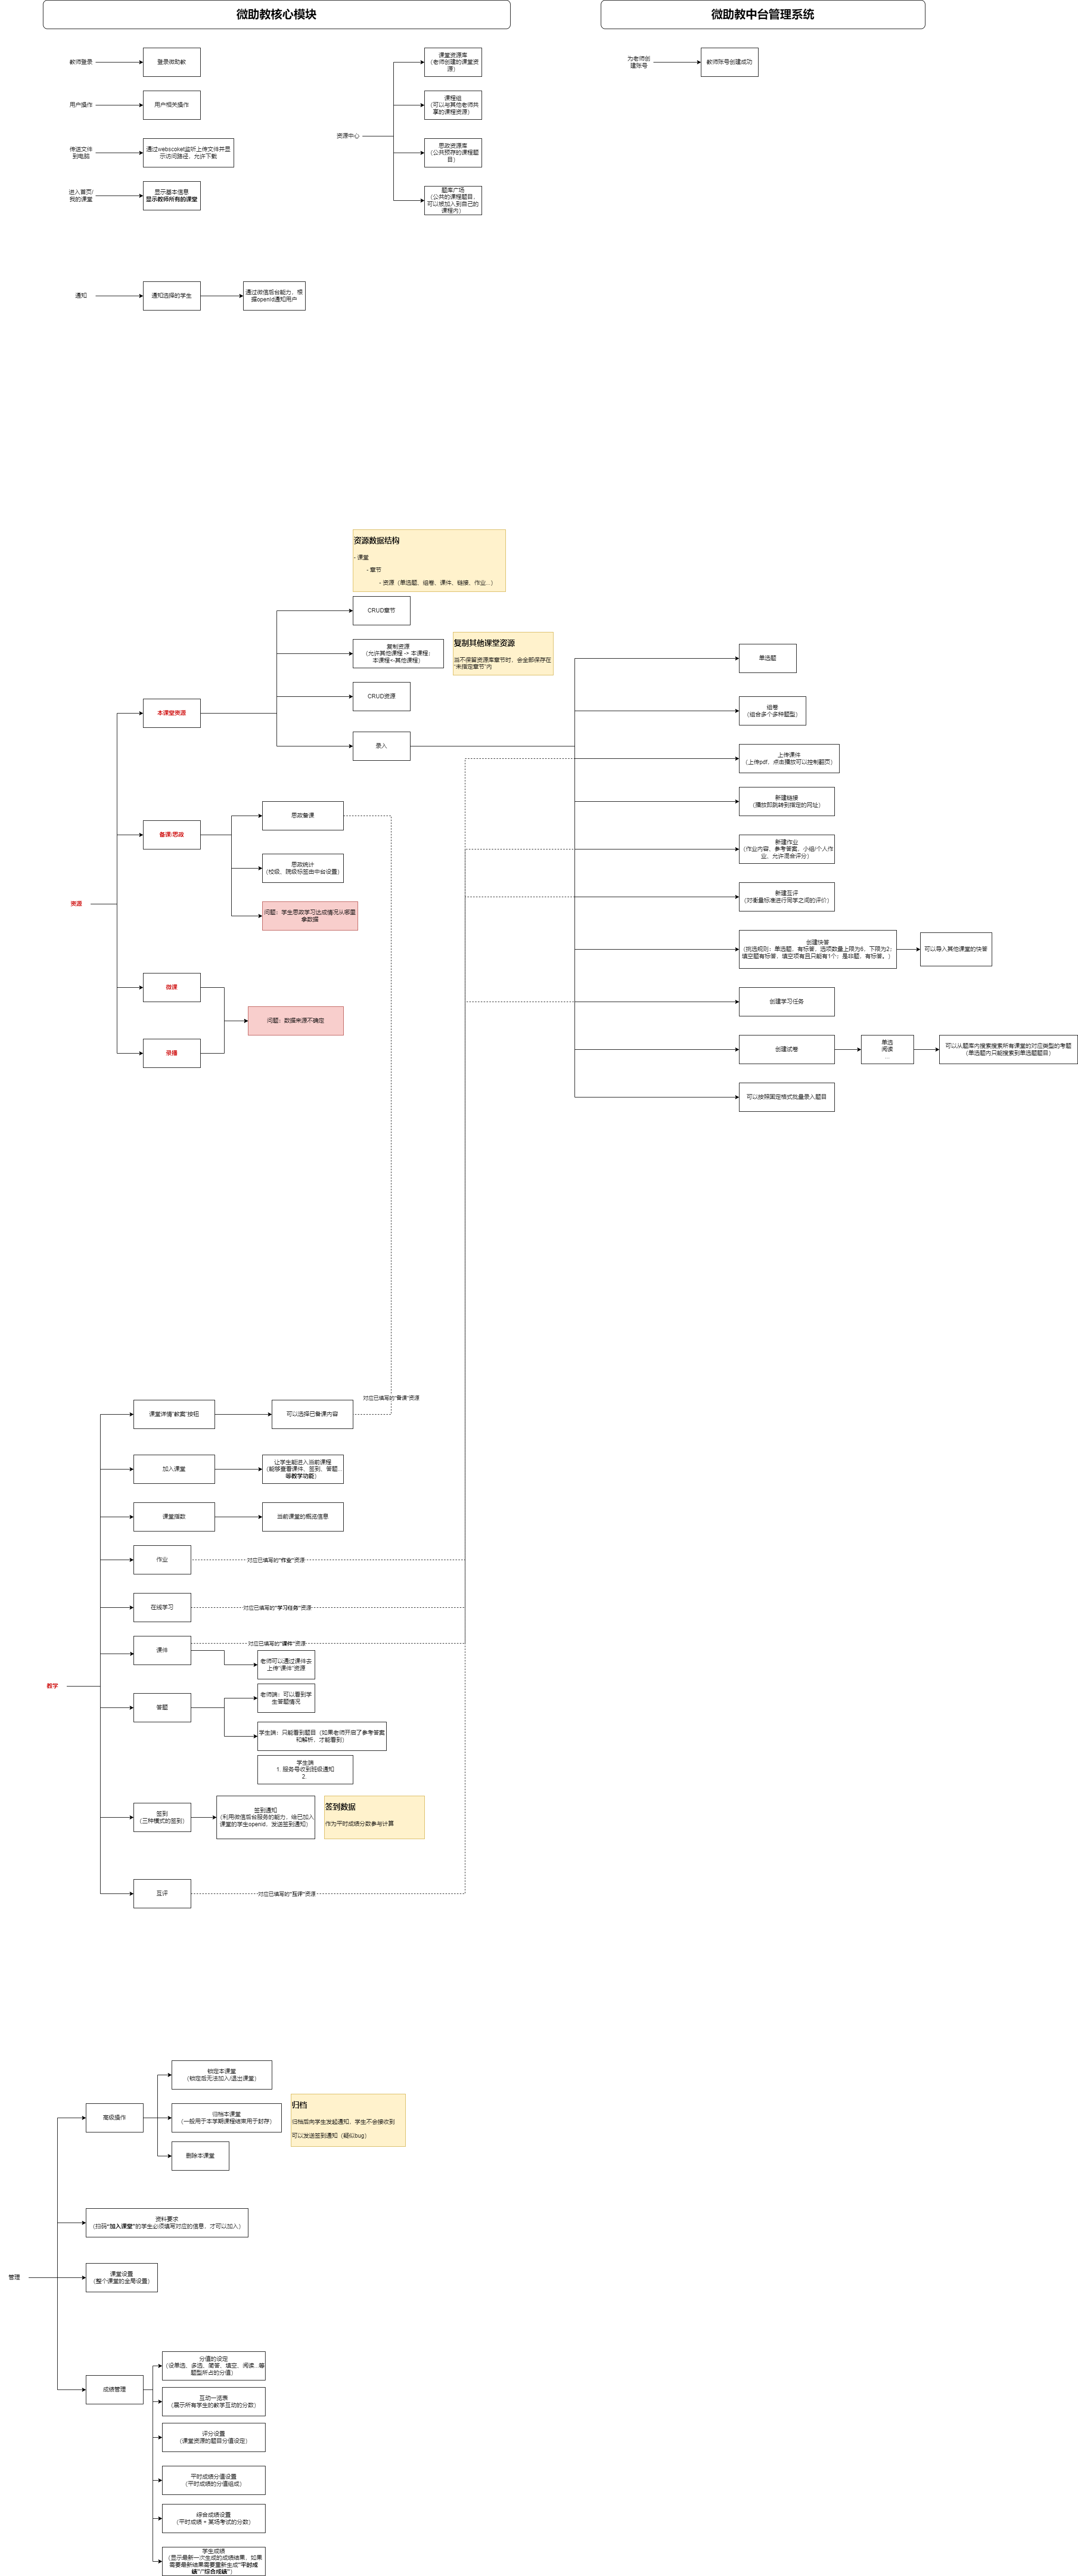 微助教核心模块
微助教中台管理系统
教师登录
登录微助教
用户操作
用户相关操作
传送文件
到电脑
通过webscoket监听上传文件并显
示访问路径，允许下载
进入首页/
我的课堂
显示基本信息
显示教师所有的课堂
资源中心
课堂资源库
（老师创建的课堂资
源）
课程组
（可以与其他老师共
享的课程资源）
思政资源库
（公共预存的课程题
目）
题库广场
（公共的课程题目，
可以被加入到自己的
课程内）
为老师创
建账号
教师账号创建成功
通知
通知选择的学生
通过微信后台能力，根
据openId通知用户
资源数据结构
- 课堂
- 章节
- 资源（单选题、组卷、课件、链接、作业...）
CRUD章节
复制资源
（允许其他课程 -> 本课程；
本课程<-其他课程）
复制其他课堂资源
当不保留资源库章节时，会全部保存在
“未指定章节”内
CRUD资源
录入
资源
本课堂资源
备课/思政
思政备课
思政统计
（校级、院级标签由中台设置）
问题：学生思政学习达成情况从哪里
拿数据
微课
录播
问题：数据来源不确定
单选题
组卷
（组合多个多种题型）
上传课件
（上传pdf，点击播放可以控制翻页）
新建链接
（播放即跳转到指定的网址）
新建作业
（作业内容、参考答案、小组/个人作
业、允许混合评分）
新建互评
（对衡量标准进行同学之间的评价）
创建快答
（挑选规则：单选题，有标答，选项数量上限为6，下限为2；
填空题有标答，填空项有且只能有1个；是非题，有标答。）
可以导入其他课堂的快答
创建学习任务
创建试卷
单选
阅读
...
可以从题库内搜索搜索所有课堂的对应类型的考题
（单选题内只能搜索到单选题题目）
可以按照固定格式批量录入题目
教学
课堂详情“教案”按钮
可以选择已备课内容
对应已填写的“备课”资源
加入课堂
让学生能进入当前课程
（能够查看课件、签到、答题...
等教学功能）
课堂指数
当前课堂的概览信息
作业
对应已填写的“作业”资源
在线学习
对应已填写的“学习任务”资源
课件
对应已填写的“课件”资源
老师可以通过课件去
上传“课件”资源
答题
老师端：可以看到学
生答题情况
学生端：只能看到题目（如果老师开启了参考答案
和解析，才能看到）
学生端
1. 服务号收到班级通知
2.
签到
（三种模式的签到）
签到通知
（利用微信后台服务的能力，给已加入
课堂的学生openid，发送签到通知）
签到数据
作为平时成绩分数参与计算
互评
对应已填写的“互评”资源
管理
高级操作
锁定本课堂
（锁定后无法加入/退出课堂）
归档本课堂
（一般用于本学期课程结束用于封存）
删除本课堂
归档
归档后向学生发起通知，学生不会接收到
可以发送签到通知（疑似bug）
资料要求
（扫码“加入课堂”的学生必须填写对应的信息，才可以加入）
课堂设置
（整个课堂的全局设置）
成绩管理
分值的设定
（设单选、多选、简答、填空、阅读...等
题型所占的分值）
互动一览表
（展示所有学生的教学互动的分数）
评分设置
（课堂资源的题目分值设定）
平时成绩分值设置
（平时成绩的分值组成）
综合成绩设置
（平时成绩 + 某场考试的分数）
学生成绩
（显示最新一次生成的成绩结果，如果
需要最新结果需要重新生成“平时成
绩”/“综合成绩”）